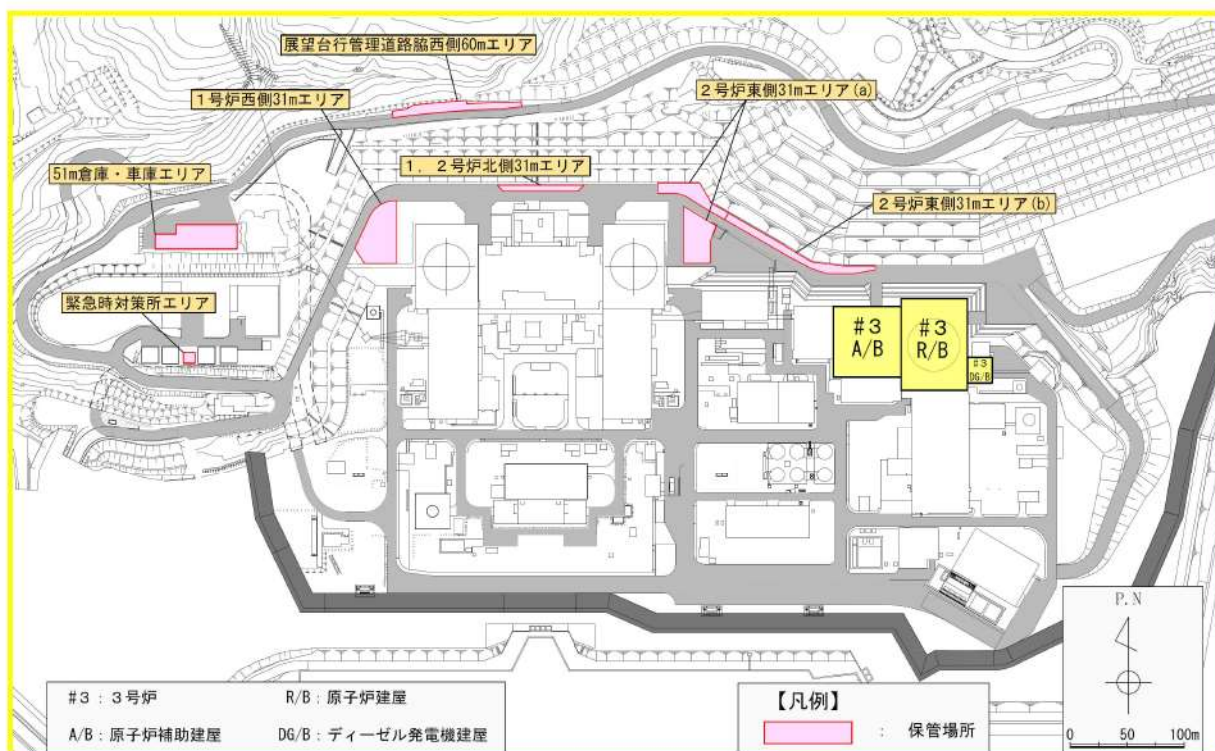 展望台行管理道路脇西側60mエリア
2号炉東側31mエリア(a)
1号炉西側31mエリア
1,2号炉北側31mエリア
51m倉庫・車庫エリア
2号炉東側31mエリア(b)
緊急時対策所エリア
#3
A/B
#3
R/B
#3
DG/B
P.N
#3:3号炉
R/B:原子炉建屋
A/B:原子炉補助建屋
DG/B:ディーゼル発電機建屋
【凡例】
:保管場所
0 50 100m